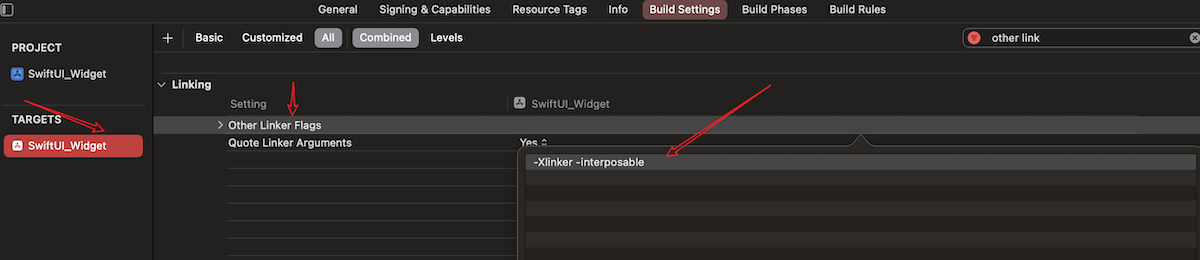 General Signing & Capabilities Resource Tags Info Build Settings Build Phases Build Rules
PROJECT
SwiftUI_Widget
TARGETS
SwiftUI_Widget
+ Basic Customized All Combined Levels other link
Linking
Setting SwiftUI_Widget
Other Linker Flags
Quote Linker Arguments Yes
-Xlinker -interposable